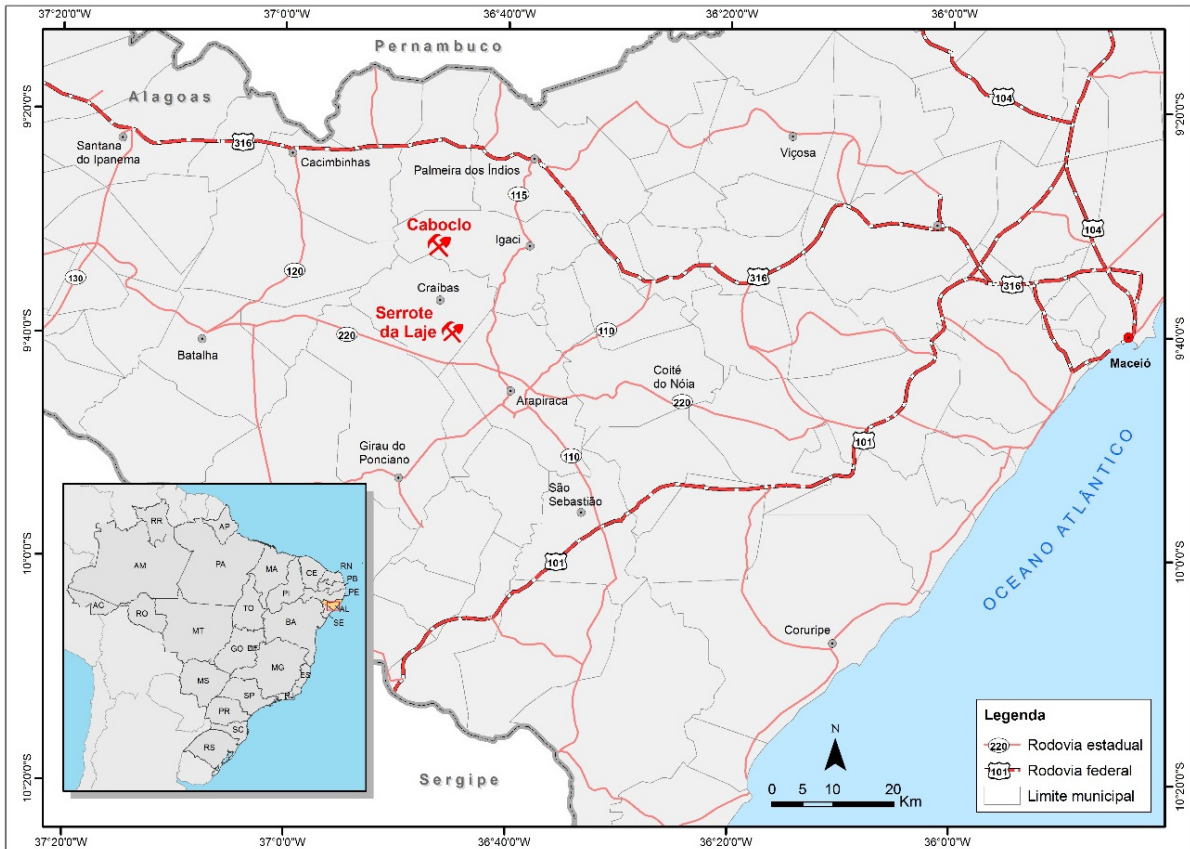 37°20'0"W
37°0'0"W
36°40'0"W
36°20'0"W
36°0'0"W
Pernambuco
Alagoas
9°20'0"S
9°20'0"S
104
Santana
do Ipanema
316
Cacimbinhas
Palmeira dos Índios
Viçosa
115
Caboclo
Igaci
104
130
120
316
316
Craíbas
Serrote
da Laje
110
9°40'0"S
9°40'0"S
220
Batalha
Maceió
Coité
do Nóia
Arapiraca
220
101
Girau do
Ponciano
110
São
Sebastião
OCEANO ATLÂNTICO
10°0'0"S
10°0'0"S
101
RR
AP
AM
PA
MA
CE
RN
PB
PE
PI
AC
RO
TO
AL
SE
BA
MT
GO
DF
MG
ES
MS
SP
RJ
PR
SC
RS
Coruripe
Legenda
220
Rodovia estadual
101
Rodovia federal
Limite municipal
N
Sergipe
0 5 10 20
Km
10°20'0"S
10°20'0"S
37°20'0"W
37°0'0"W
36°40'0"W
36°20'0"W
36°0'0"W